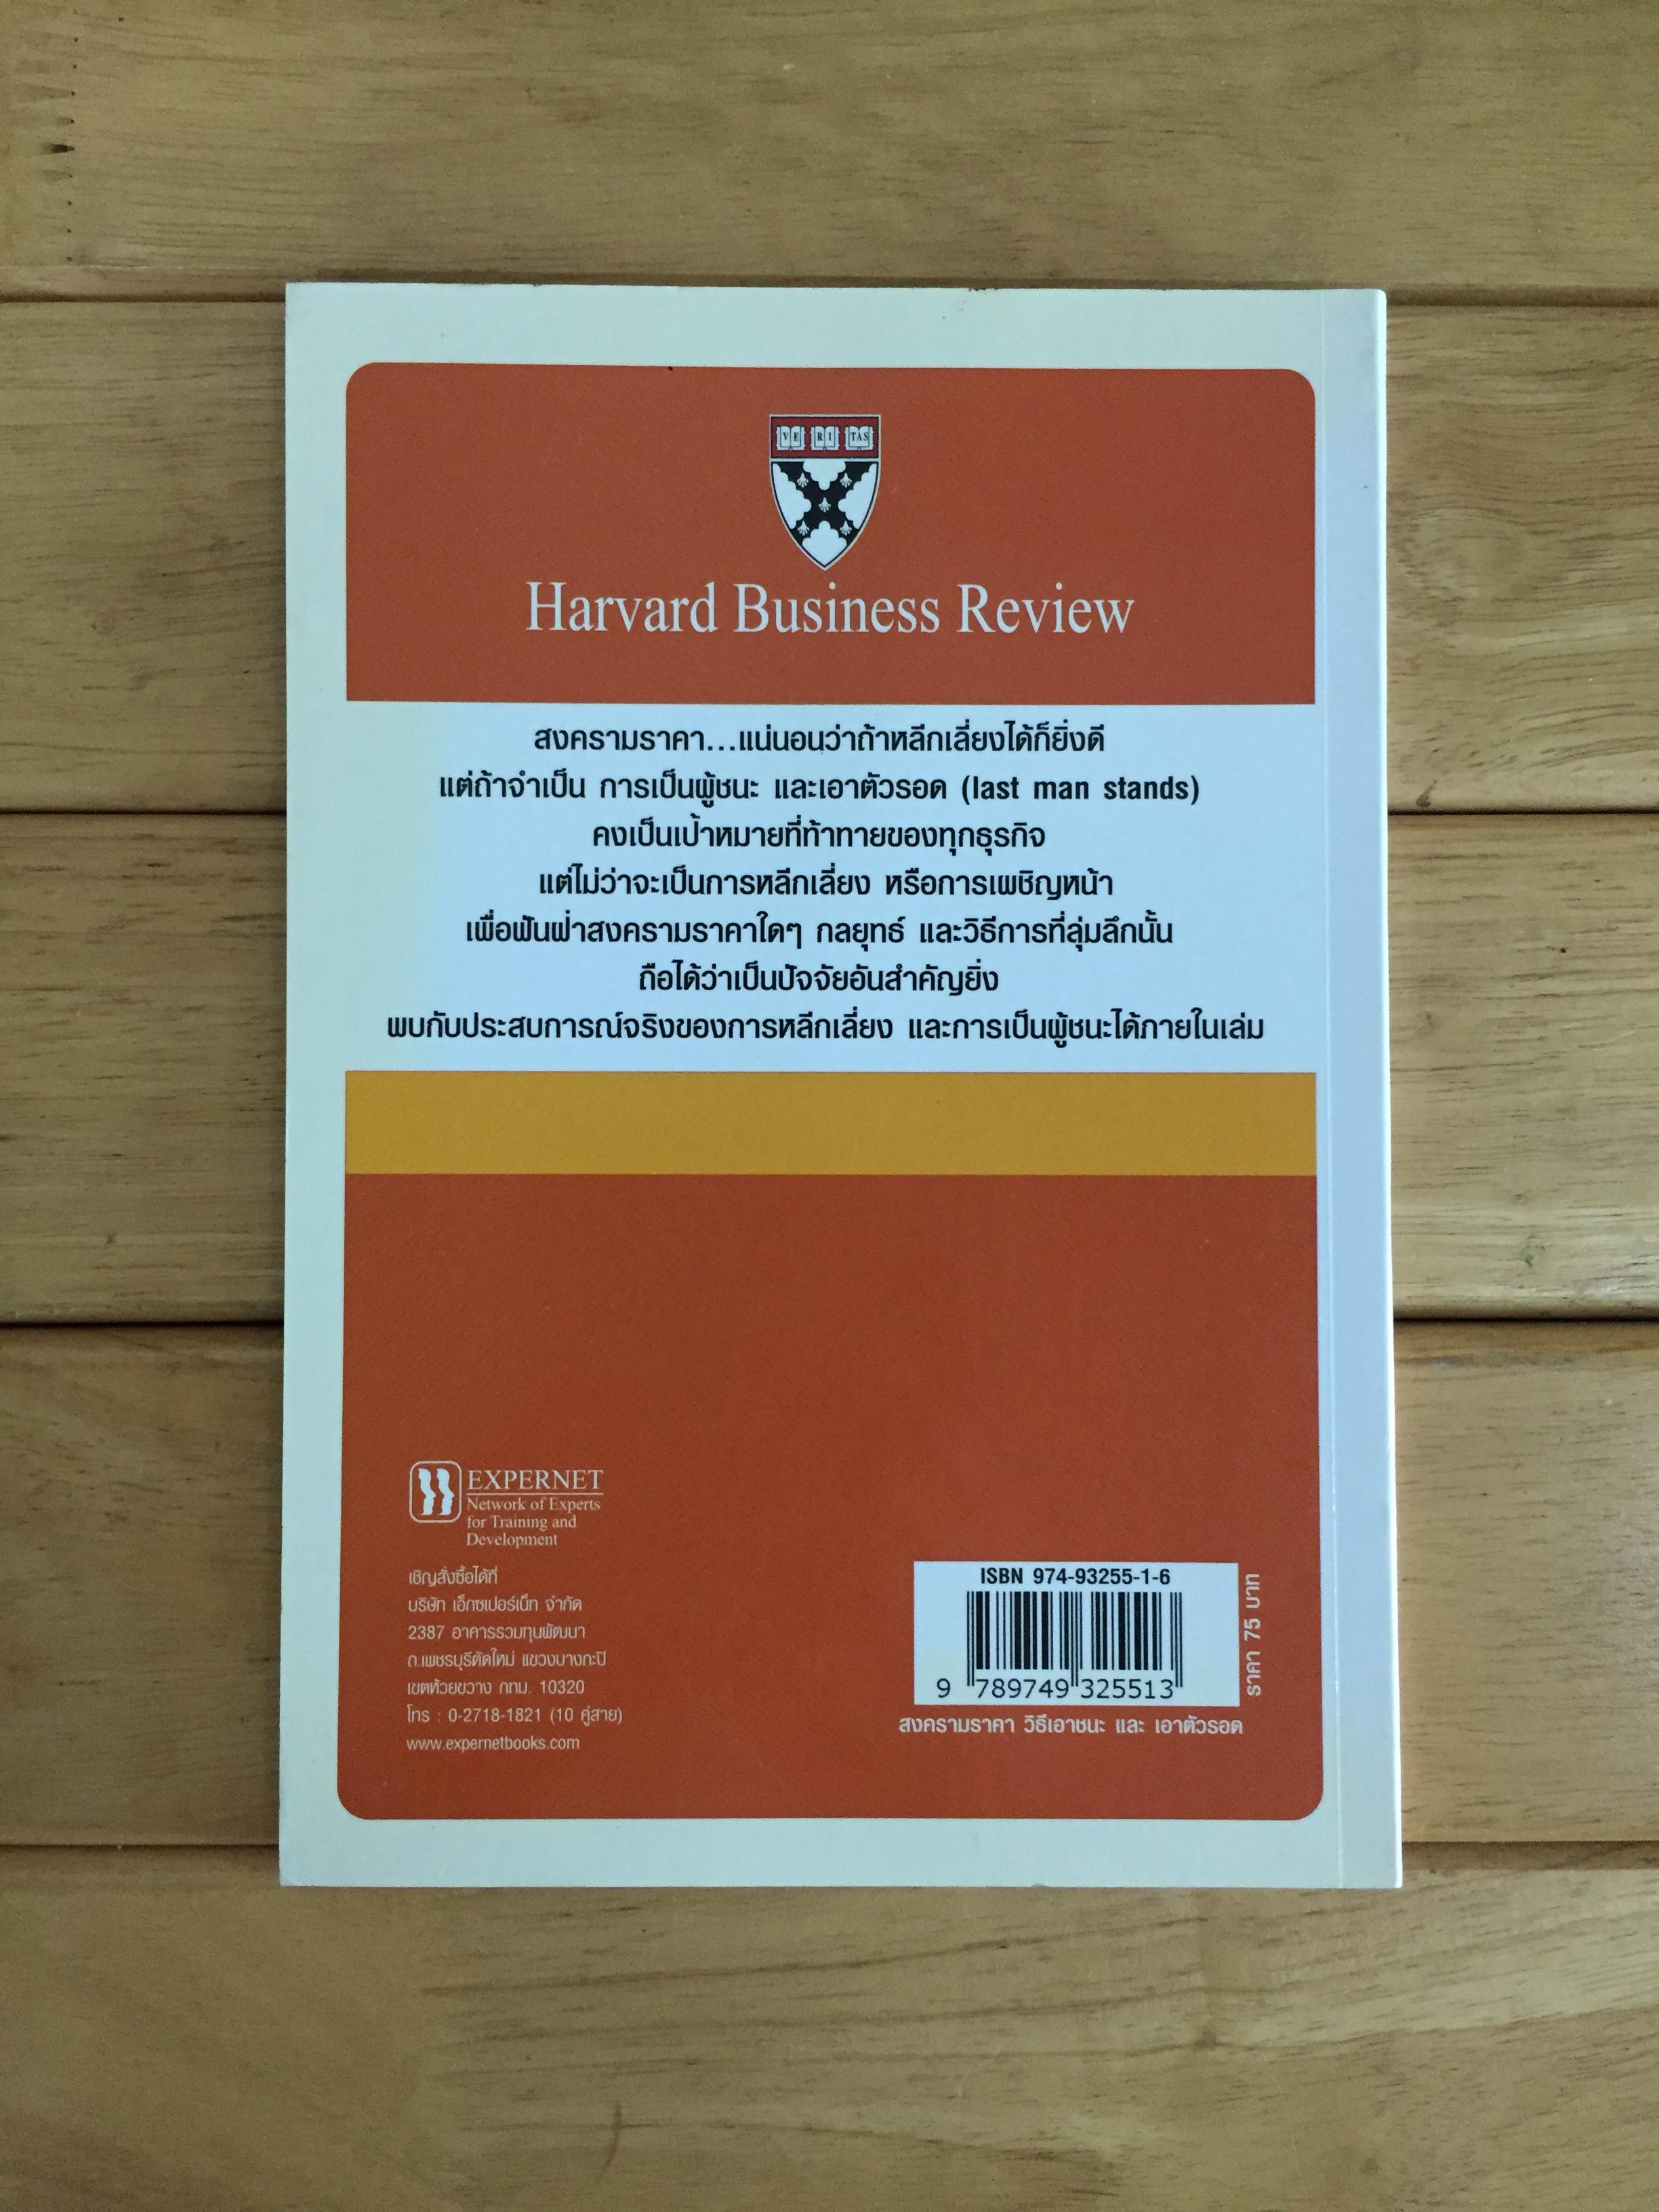 VE RI TAS
Harvard Business Review
สงครามราคา...แน่นอนว่าถ้าหลีกเลี่ยงได้ก็ยิ่งดี
แต่ถ้าจำเป็น การเป็นผู้ชนะ และเอาตัวรอด (last man stands)
คงเป็นเป้าหมายที่ท้าทายของทุกธุรกิจ
แต่ไม่ว่าจะเป็นการหลีกเลี่ยง หรือการเผชิญหน้า
เพื่อฟันฝ่าสงครามราคาใดๆ กลยุทธ์ และวิธีการที่ลุ่มลึกนั้น
ถือได้ว่าเป็นปัจจัยอันสำคัญยิ่ง
พบกับประสบการณ์จริงของการหลีกเลี่ยง และการเป็นผู้ชนะได้ภายในเล่ม
EXPERNET
Network of Experts
for Training and
Development
เชิญสั่งซื้อได้ที่
บริษัท เอ็กซเปอร์เน็ท จำกัด
2387 อาคารรวมทุนพัฒนา
ถ.เพชรบุรีตัดใหม่ แขวงบางกะปิ
เขตห้วยขวาง กทม. 10320
โทร : 0-2718-1821 (10 คู่สาย)
www.expernetbooks.com
ISBN 974-93255-1-6
9 789749 325513
ราคา 75 บาท
สงครามราคา วิธีเอาชนะ และ เอาตัวรอด